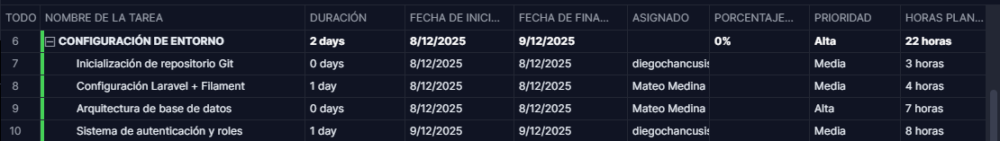 TODO NOMBRE DE LA TAREA DURACIÓN FECHA DE INICI... FECHA DE FINA... ASIGNADO PORCENTAJE... PRIORIDAD HORAS PLAN...
6 CONFIGURACIÓN DE ENTORNO 2 days 8/12/2025 9/12/2025 0% Alta 22 horas
7 Inicialización de repositorio Git 0 days 8/12/2025 8/12/2025 diegochancusis Media 3 horas
8 Configuración Laravel + Filament 1 day 8/12/2025 8/12/2025 Mateo Medina Media 4 horas
9 Arquitectura de base de datos 0 days 8/12/2025 8/12/2025 Mateo Medina Alta 7 horas
10 Sistema de autenticación y roles 1 day 9/12/2025 9/12/2025 diegochancusis Media 8 horas